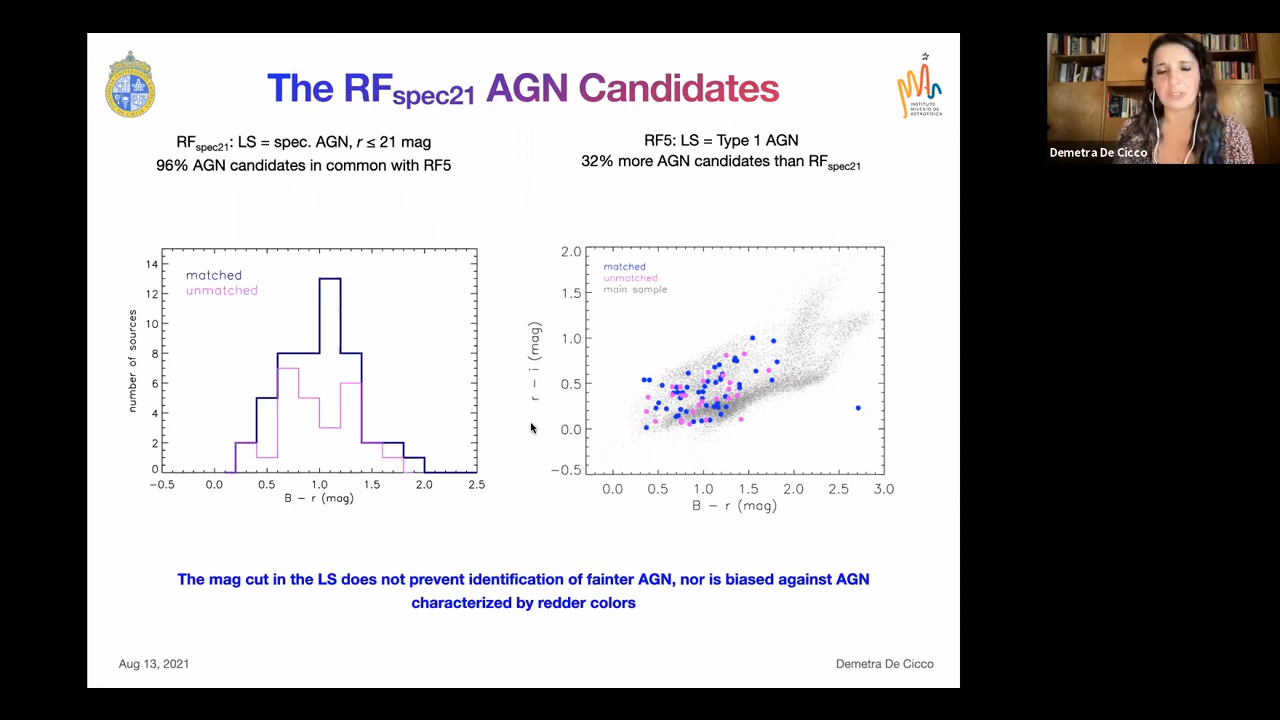 The RFspec21 AGN Candidates
INSTITUTO
MILENIO DE
ASTROFÍSICA
RFspec21: LS = spec. AGN, r ≤ 21 mag
96% AGN candidates in common with RF5
RF5: LS = Type 1 AGN
32% more AGN candidates than RFspec21
matched
unmatched
number of sources
14
12
10
8
6
4
2
0
−0.5 0.0 0.5 1.0 1.5 2.0 2.5
B − r (mag)
matched
unmatched
main sample
r − i (mag)
2.0
1.5
1.0
0.5
0.0
−0.5
0.0 0.5 1.0 1.5 2.0 2.5 3.0
B − r (mag)
The mag cut in the LS does not prevent identification of fainter AGN, nor is biased against AGN
characterized by redder colors
Aug 13, 2021
Demetra De Cicco
Demetra De Cicco